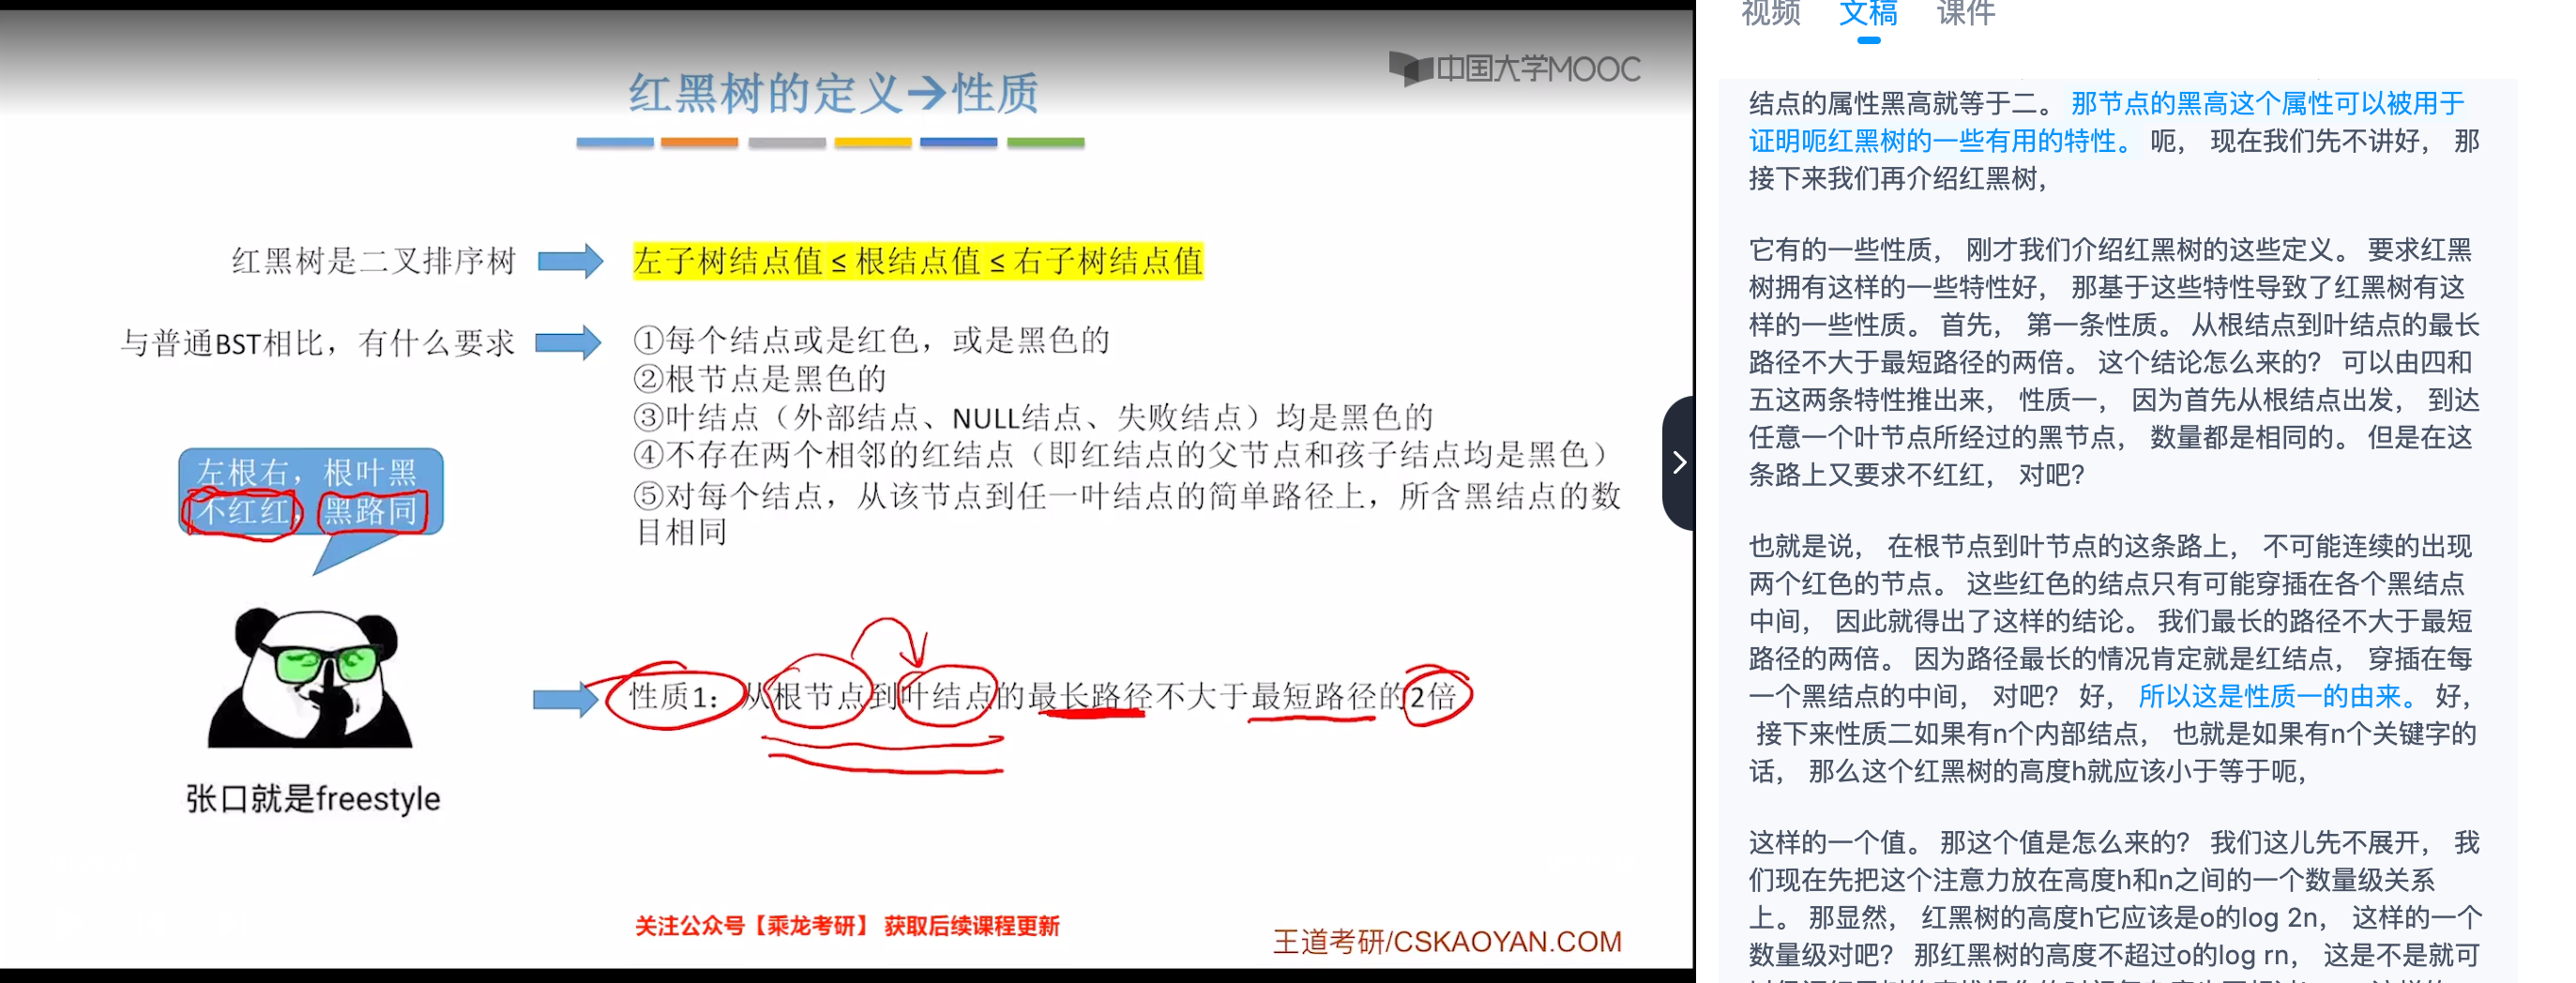 中国大学MOOC
红黑树的定义→性质
红黑树是二叉排序树
左子树结点值 ≤ 根结点值 ≤ 右子树结点值
与普通BST相比，有什么要求
①每个结点或是红色，或是黑色的
②根节点是黑色的
③叶结点（外部结点、NULL结点、失败结点）均是黑色的
④不存在两个相邻的红结点（即红结点的父节点和孩子结点均是黑色）
⑤对每个结点，从该节点到任一叶结点的简单路径上，所含黑结点的数
目相同
左根右，根叶黑
不红红，黑路同
性质1：从根节点到叶结点的最长路径不大于最短路径的2倍
张口就是freestyle
关注公众号【乘龙考研】 获取后续课程更新
王道考研/CSKAOYAN.COM
视频 文稿 课件
结点的属性黑高就等于二。 那节点的黑高这个属性可以被用于
证明呃红黑树的一些有用的特性。 呃， 现在我们先不讲好， 那
接下来我们再介绍红黑树，
它有的一些性质， 刚才我们介绍红黑树的这些定义。 要求红黑
树拥有这样的一些特性好， 那基于这些特性导致了红黑树有这
样的一些性质。 首先， 第一条性质。 从根结点到叶结点的最长
路径不大于最短路径的两倍。 这个结论怎么来的？ 可以由四和
五这两条特性推出来， 性质一， 因为首先从根结点出发， 到达
任意一个叶节点所经过的黑节点， 数量都是相同的。 但是在这
条路上又要求不红红， 对吧？
也就是说， 在根节点到叶节点的这条路上， 不可能连续的出现
两个红色的节点。 这些红色的结点只有可能穿插在各个黑结点
中间， 因此就得出了这样的结论。 我们最长的路径不大于最短
路径的两倍。 因为路径最长的情况肯定就是红结点， 穿插在每
一个黑结点的中间， 对吧？ 好， 所以这是性质一的由来。 好，
接下来性质二如果有n个内部结点， 也就是如果有n个关键字的
话， 那么这个红黑树的高度h就应该小于等于呃，
这样的一个值。 那这个值是怎么来的？ 我们这儿先不展开， 我
们现在先把这个注意力放在高度h和n之间的一个数量级关系
上。 那显然， 红黑树的高度h它应该是o的log 2n， 这样的一个
数量级对吧？ 那红黑树的高度不超过o的log rn， 这是不是就可